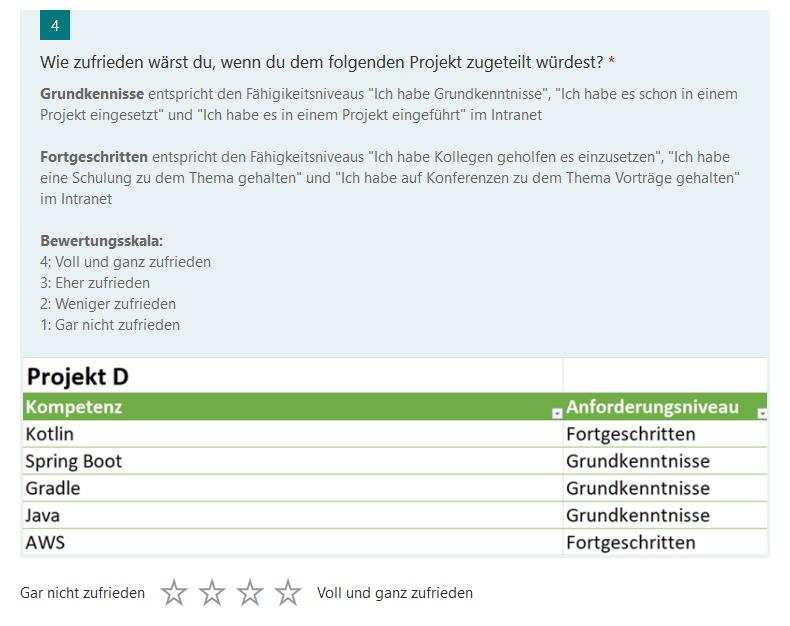 4
Wie zufrieden wärst du, wenn du dem folgenden Projekt zugeteilt würdest? *
Grundkennisse entspricht den Fähigikeitsniveaus "Ich habe Grundkenntnisse", "Ich habe es schon in einem
Projekt eingesetzt" und "Ich habe es in einem Projekt eingeführt" im Intranet
Fortgeschritten entspricht den Fähigkeitsniveaus "Ich habe Kollegen geholfen es einzusetzen", "Ich habe
eine Schulung zu dem Thema gehalten" und "Ich habe auf Konferenzen zu dem Thema Vorträge gehalten"
im Intranet
Bewertungsskala:
4: Voll und ganz zufrieden
3: Eher zufrieden
2: Weniger zufrieden
1: Gar nicht zufrieden
Projekt D
Kompetenz Anforderungsniveau
Kotlin Fortgeschritten
Spring Boot Grundkenntnisse
Gradle Grundkenntnisse
Java Grundkenntnisse
AWS Fortgeschritten
Gar nicht zufrieden Voll und ganz zufrieden